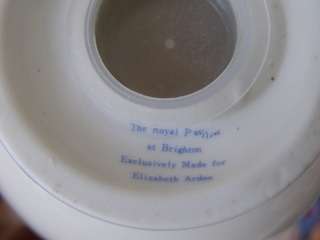 The Royal Pavilion
at Brighton
Exclusively Made for
Elizabeth Arden